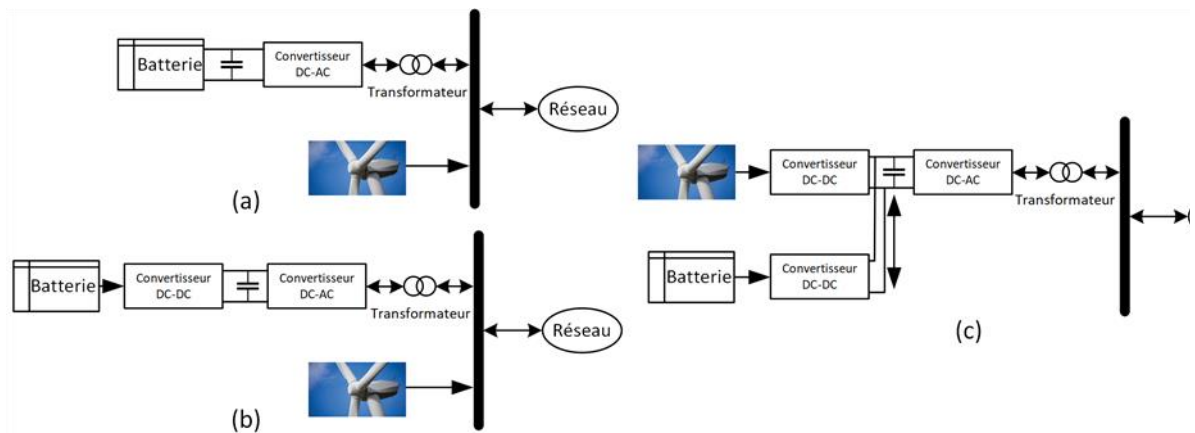 Batterie
Convertisseur
DC-AC
Transformateur
Réseau
(a)
Batterie
Convertisseur
DC-DC
Convertisseur
DC-AC
Transformateur
Réseau
(b)
Convertisseur
DC-DC
Convertisseur
DC-AC
Transformateur
Batterie
Convertisseur
DC-DC
(c)